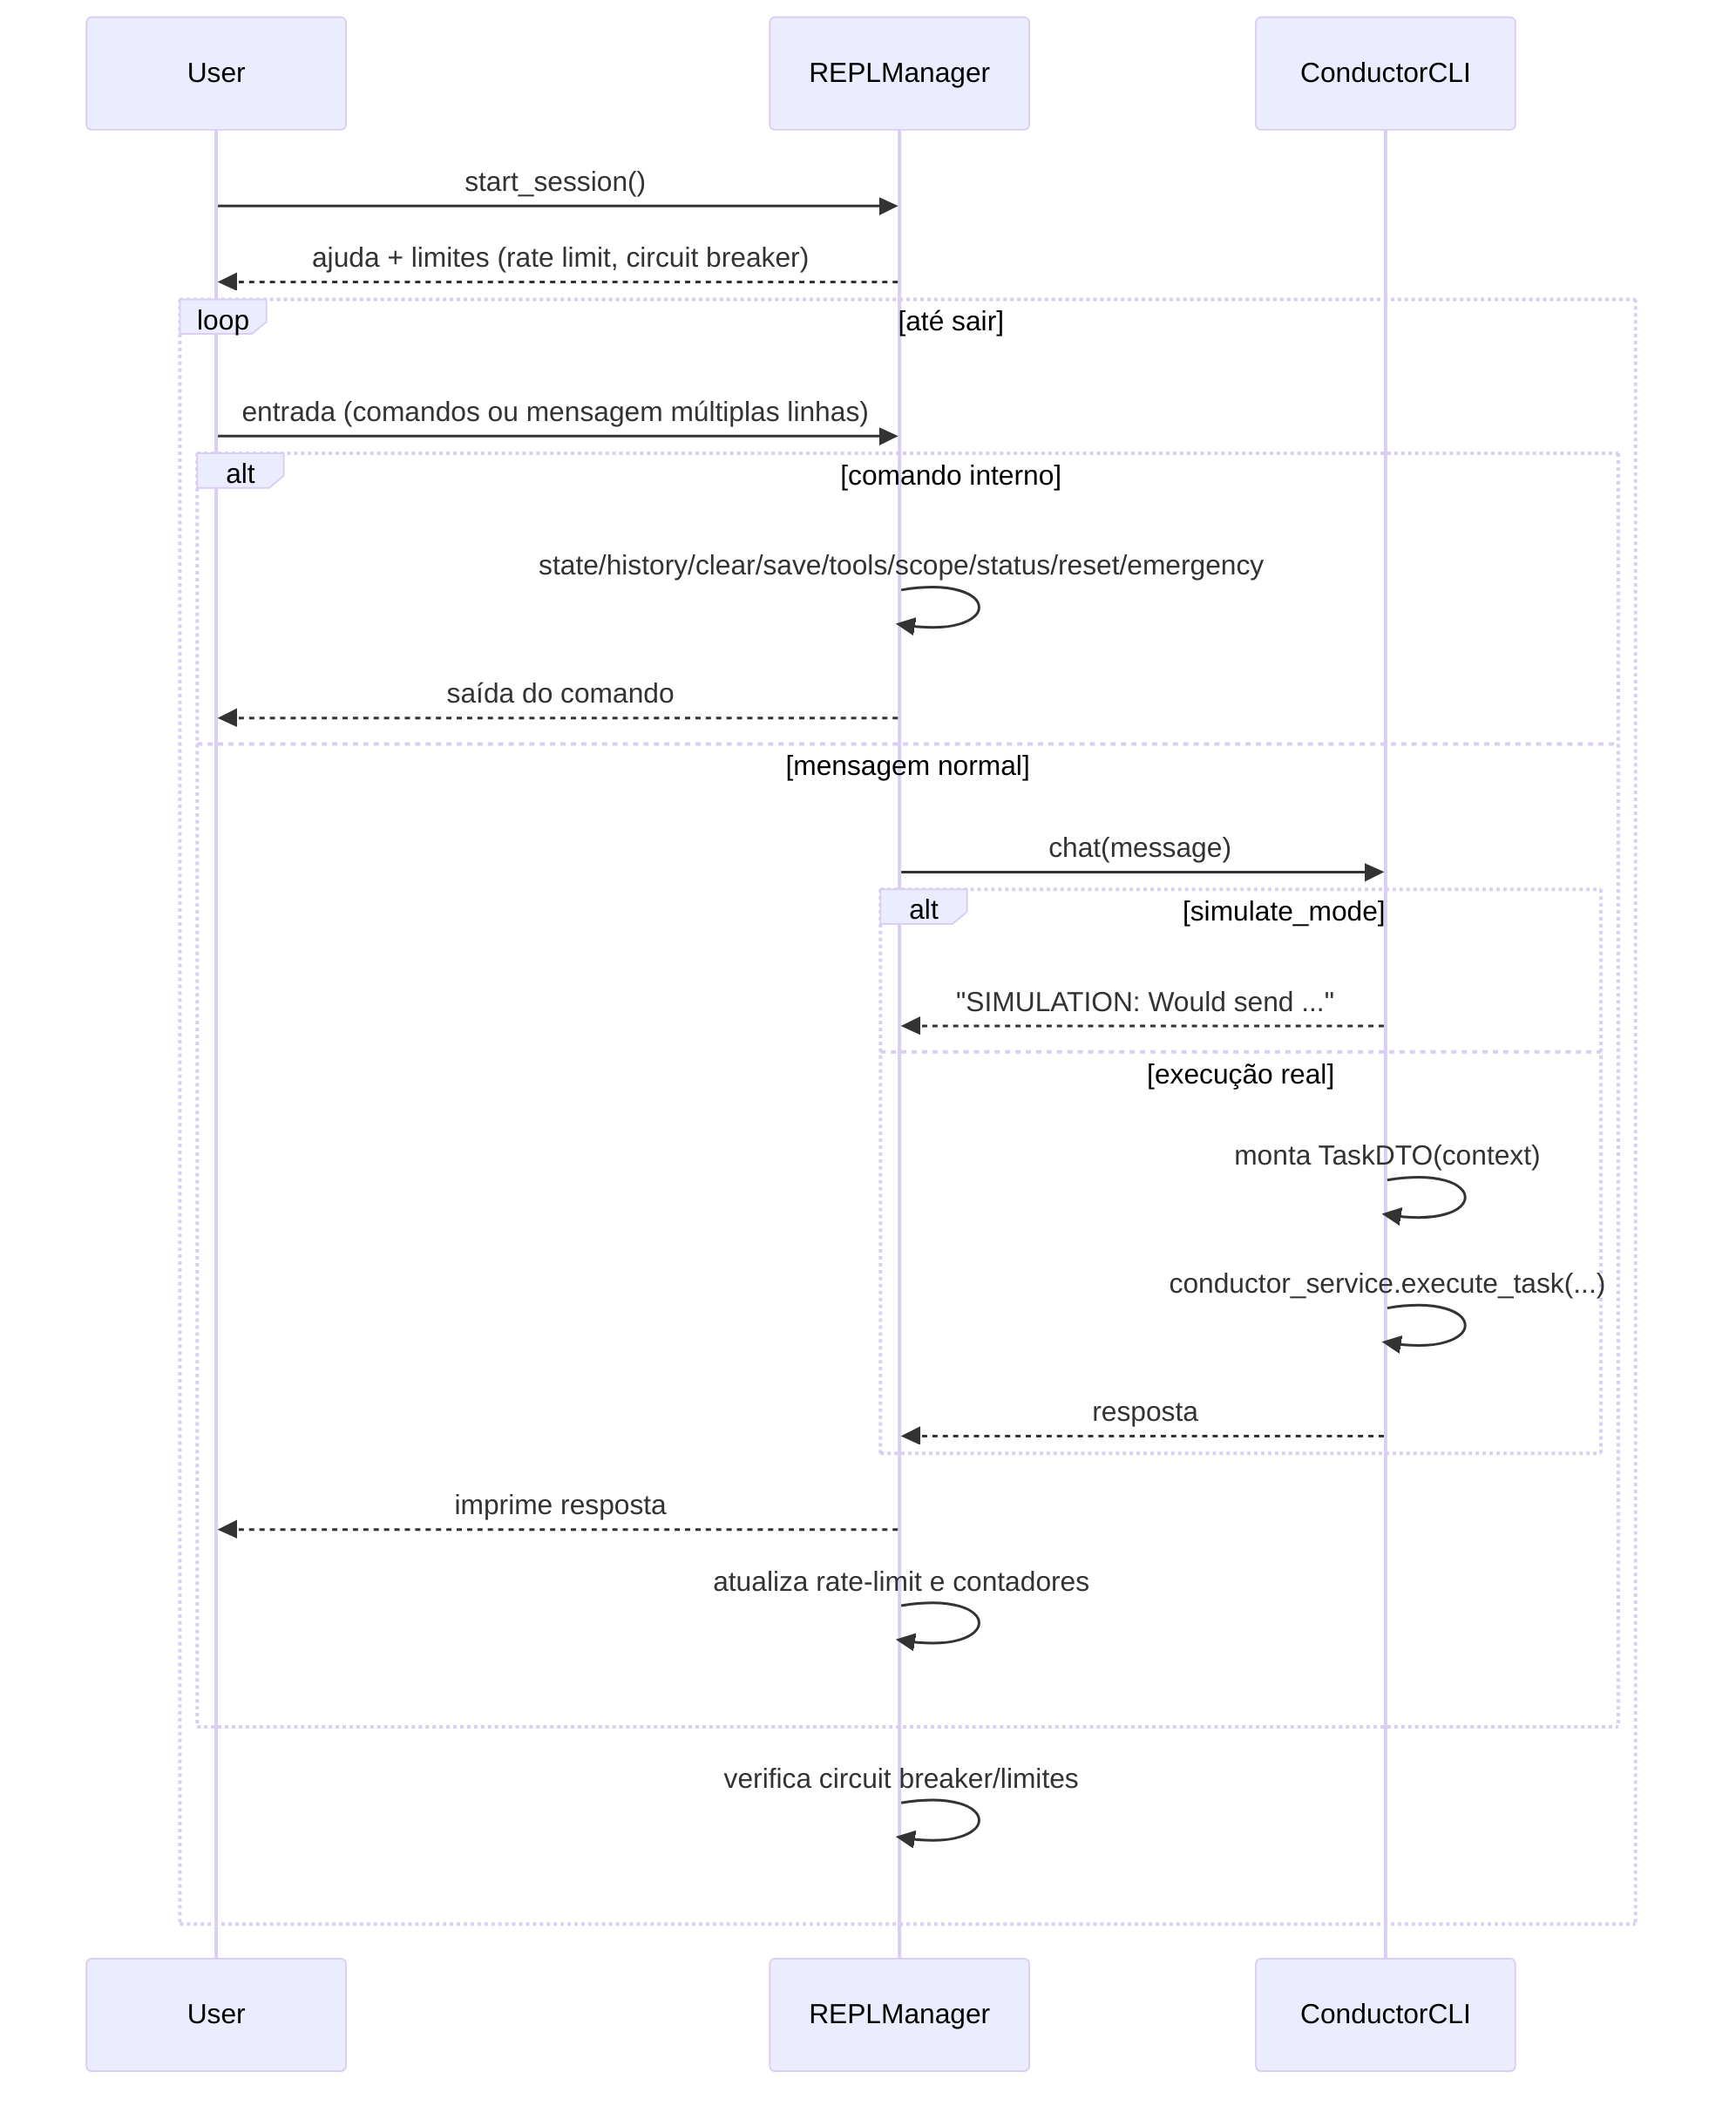 User
REPLManager
ConductorCLI
start_session()
ajuda + limites (rate limit, circuit breaker)
loop
[até sair]
entrada (comandos ou mensagem múltiplas linhas)
alt
[comando interno]
state/history/clear/save/tools/scope/status/reset/emergency
saída do comando
[mensagem normal]
chat(message)
alt
[simulate_mode]
"SIMULATION: Would send ..."
[execução real]
monta TaskDTO(context)
conductor_service.execute_task(...)
resposta
imprime resposta
atualiza rate-limit e contadores
verifica circuit breaker/limites
User
REPLManager
ConductorCLI